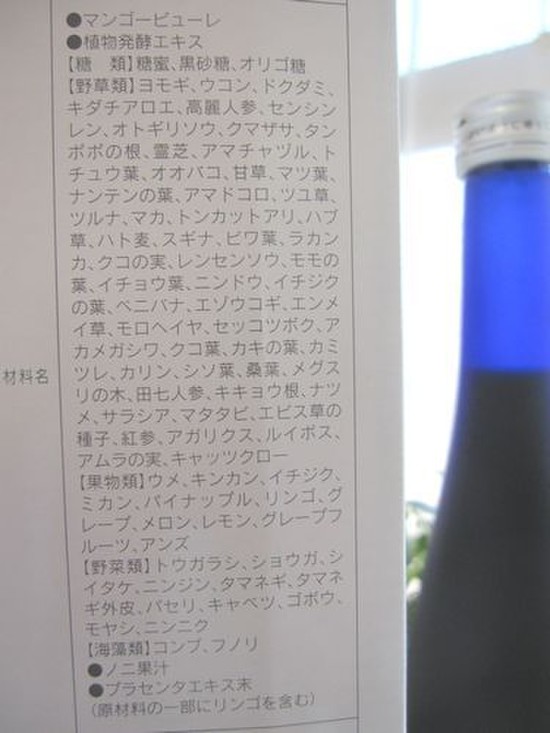 ●マンゴーピューレ
●植物発酵エキス
【糖　類】糖蜜、黒砂糖、オリゴ糖
【野草類】ヨモギ、ウコン、ドクダミ、
キダチアロエ、高麗人参、センシン
レン、オトギリソウ、クマザサ、タン
ポポの根、霊芝、アマチャヅル、ト
チュウ葉、オオバコ、甘草、マツ葉、
ナンテンの葉、アマドコロ、ツユ草、
ツルナ、マカ、トンカットアリ、ハブ
草、ハト麦、スギナ、ビワ葉、ラカン
カ、クコの実、レンセンソウ、モモの
葉、イチョウ葉、ニンドウ、イチジク
の葉、ベニバナ、エゾウコギ、エンメ
イ草、モロヘイヤ、セッコツボク、ア
カメガシワ、クコ葉、カキの葉、カミ
材料名
ツレ、カリン、シソ葉、桑葉、メグス
リの木、田七人参、キキョウ根、ナツ
メ、サラシア、マタタビ、エビス草の
種子、紅参、アガリクス、ルイボス、
アムラの実、キャッツクロー
【果物類】ウメ、キンカン、イチジク、
ミカン、パイナップル、リンゴ、グ
レープ、メロン、レモン、グレープフ
ルーツ、アンズ
【野菜類】トウガラシ、ショウガ、シ
イタケ、ニンジン、タマネギ、タマネ
ギ外皮、パセリ、キャベツ、ゴボウ、
モヤシ、ニンニク
【海藻類】コンブ、フノリ
●ノニ果汁
●プラセンタエキス末
（原材料の一部にリンゴを含む）